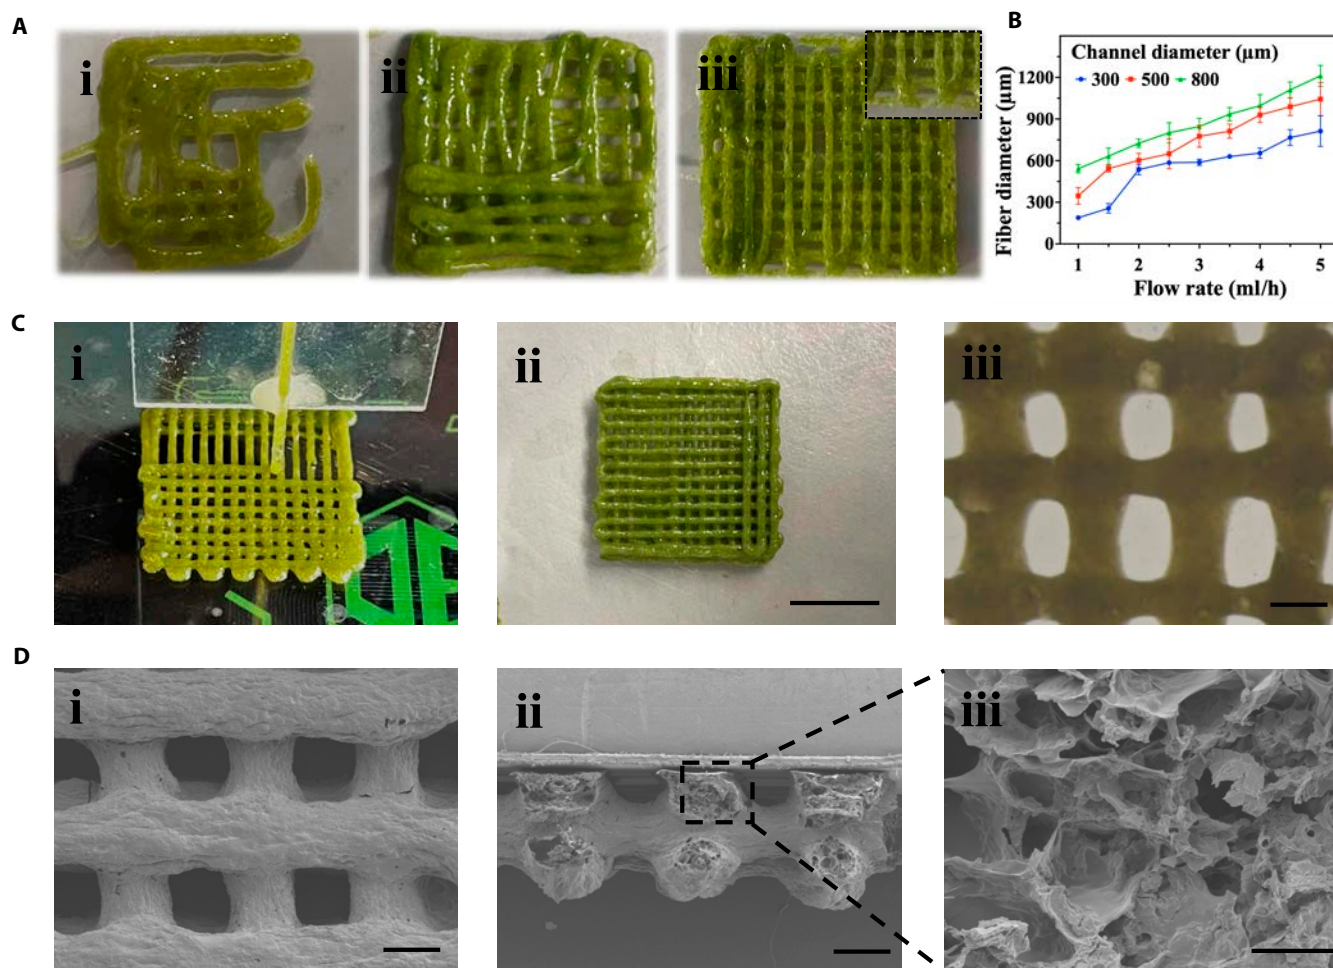 A
i
ii
iii
B
Channel diameter (μm)
300 500 800
Fiber diameter (μm)
1200
900
600
300
0
1 2 3 4 5
Flow rate (ml/h)
C
i
ii
iii
D
i
ii
iii